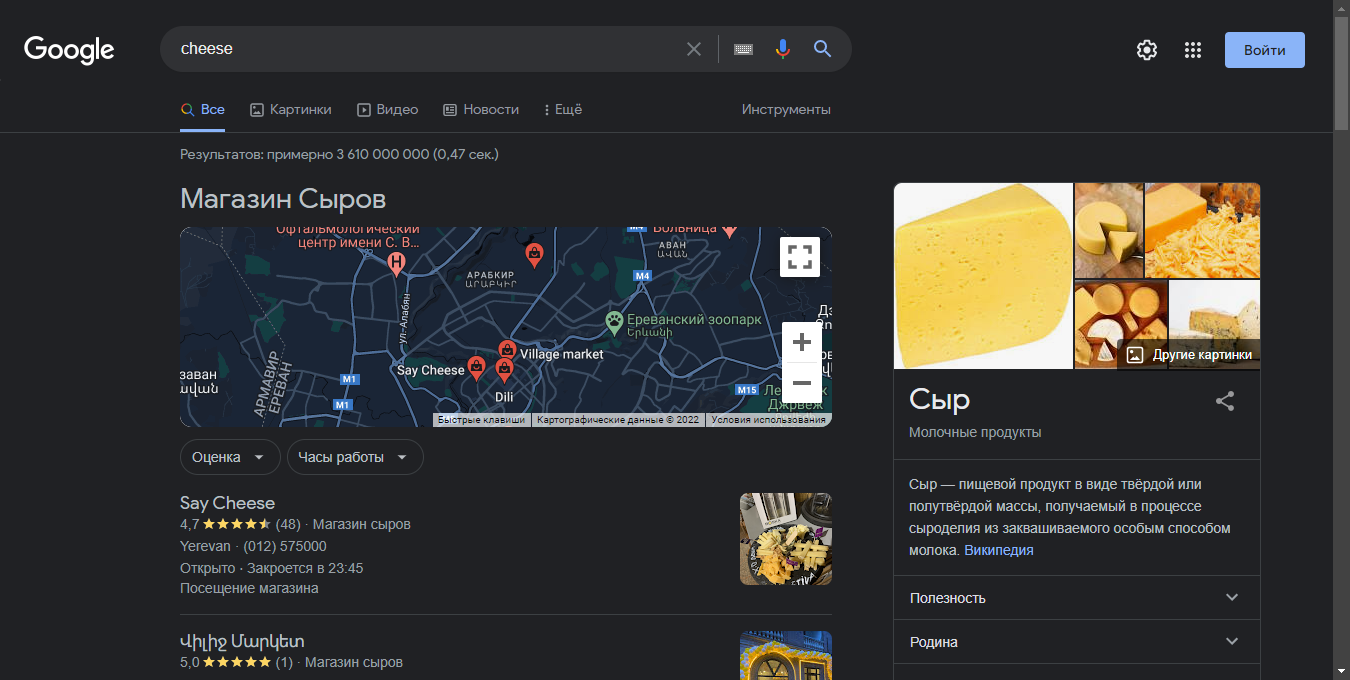 Google
cheese
Войти
Все
Картинки
Видео
Новости
Ещё
Инструменты
Результатов: примерно 3 610 000 000 (0,47 сек.)
Магазин Сыров
Офтальмологический
центр имени С. В...
M4
Больница
АВАН
ԱՎԱՆ
АРАБКИР
ԱՐԱԲԿԻՐ
M4
ул. Алабян
Ереванский зоопарк
Երևանի
Village market
Say Cheese
Dili
заван
ավան
АРМАВИР
ЕРЕВАН
M1
M1
M15
Джрвеж
Быстрые клавиши
Картографические данные © 2022
Условия использования
Оценка
Часы работы
Say Cheese
4,7 (48) · Магазин сыров
Yerevan · (012) 575000
Открыто · Закроется в 23:45
Посещение магазина
Վիլիջ Մարկետ
5,0 (1) · Магазин сыров
Другие картинки
Сыр
Молочные продукты
Сыр — пищевой продукт в виде твёрдой или
полутвёрдой массы, получаемый в процессе
сыроделия из заквашиваемого особым способом
молока. Википедия
Полезность
Родина